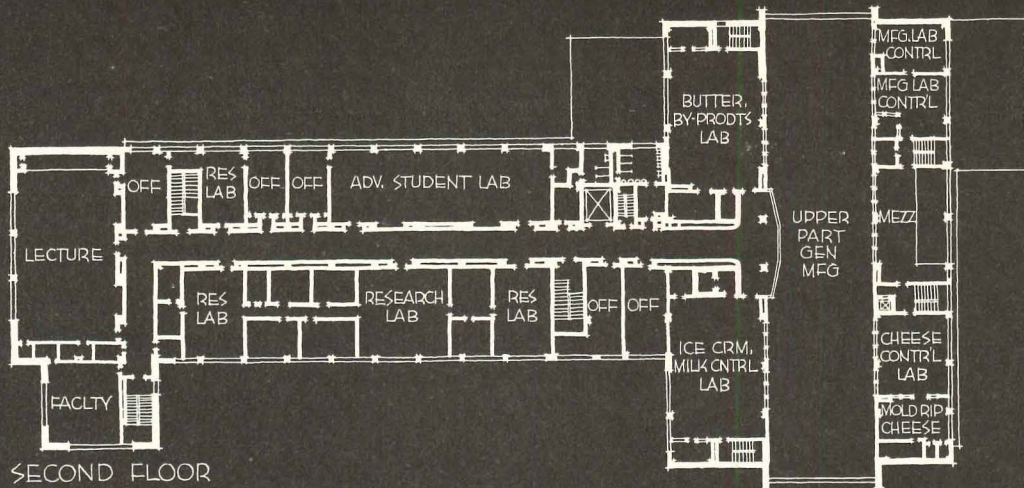 MFG. LAB
CONTRL
MFG LAB
CONTR'L
BUTTER,
BY-PRODTS
LAB
OFF
RES
LAB
OFF
OFF
ADV. STUDENT LAB
LECTURE
UPPER
PART
GEN
MFG
MEZZ
RES
LAB
RESEARCH
LAB
RES
LAB
OFF
OFF
ICE CRM,
MILK CNTRL
LAB
CHEESE
CONTR'L
LAB
MOLD RIP
CHEESE
FACLTY
SECOND FLOOR